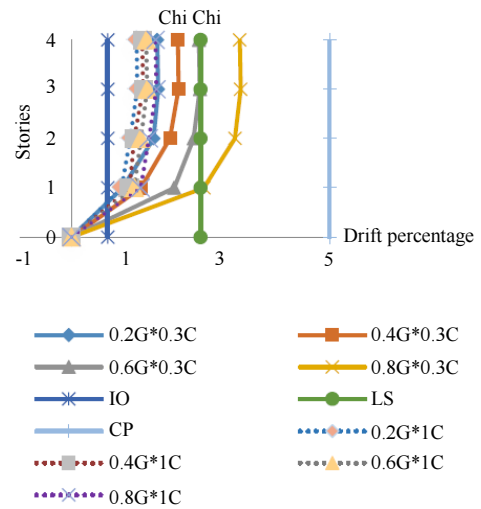 Chi Chi
4
3
2
1
0
Stories
-1
1
3
5
Drift percentage
0.2G*0.3C
0.4G*0.3C
0.6G*0.3C
0.8G*0.3C
IO
LS
CP
0.2G*1C
0.4G*1C
0.6G*1C
0.8G*1C